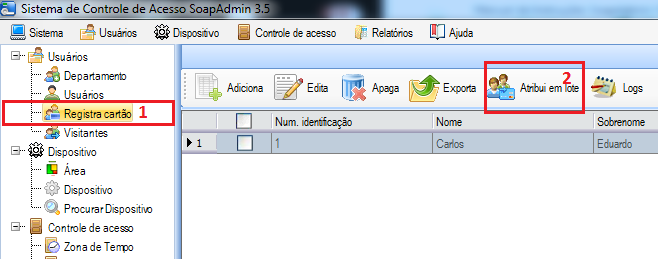 Sistema de Controle de Acesso SoapAdmin 3.5
Sistema Usuários Dispositivo Controle de acesso Relatórios Ajuda
Usuários
Departamento
Usuários
Registra cartão 1
Visitantes
Dispositivo
Área
Dispositivo
Procurar Dispositivo
Controle de acesso
Zona de Tempo
Adiciona Edita Apaga Exporta Atribui em lote 2 Logs
Num. identificação Nome Sobrenome
1 1 Carlos Eduardo